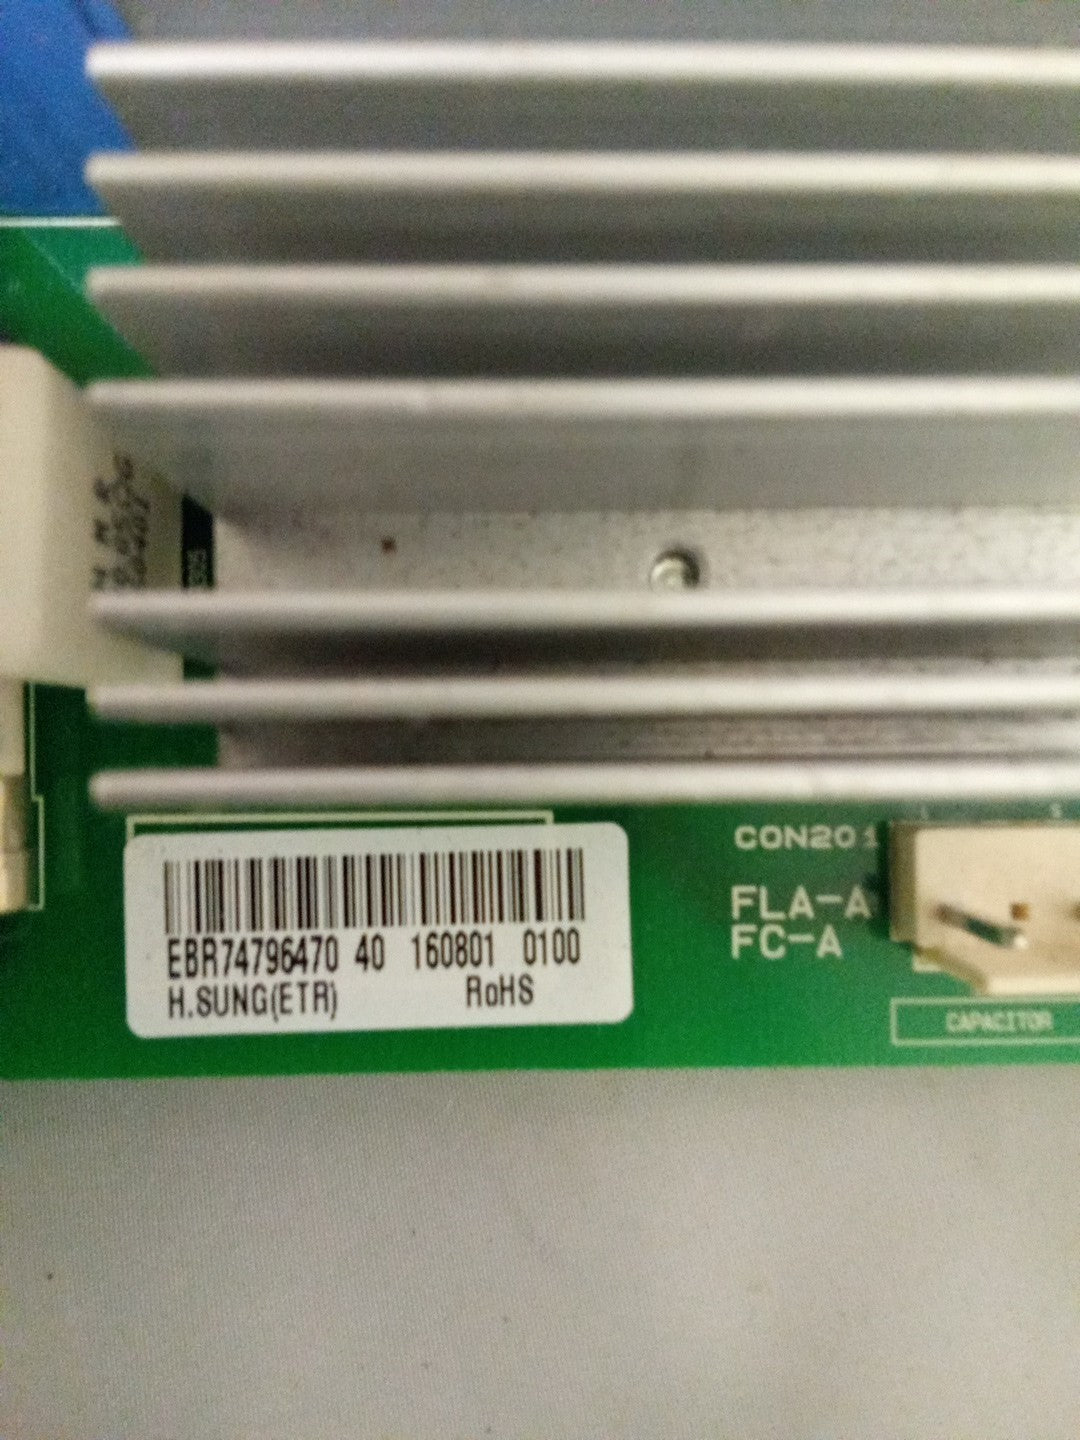 CON201
FLA-A
FC-A
EBR74796470 40 160801 0100
H.SUNG(ETR) RoHS
CAPACITOR